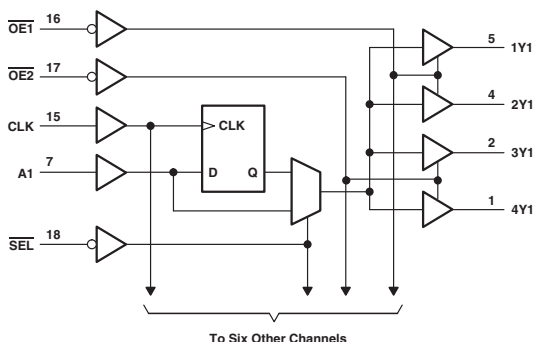 OE1 16
OE2 17
CLK 15
A1 7
SEL 18
CLK
D Q
5 1Y1
4 2Y1
2 3Y1
1 4Y1
To Six Other Channels